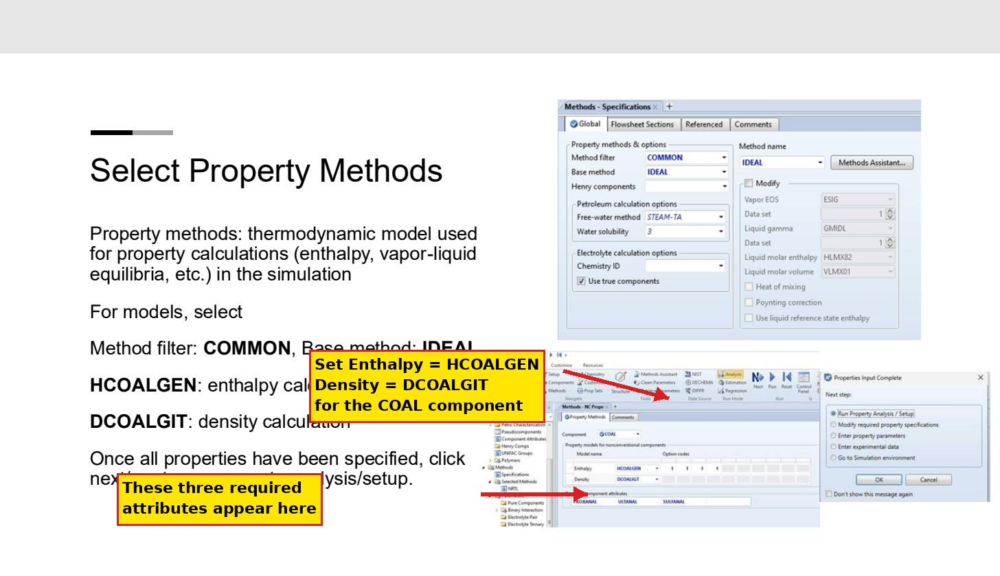 Select Property Methods
Property methods: thermodynamic model used
for property calculations (enthalpy, vapor-liquid
equilibria, etc.) in the simulation
For models, select
Method filter: COMMON, Base method: IDEAL
HCOALGEN: enthalpy
DCOALGIT: density calculation
Once all properties have been specified, click
/setup.
Set Enthalpy = HCOALGEN
Density = DCOALGIT
for the COAL component
These three required
attributes appear here
Methods - Specifications
Global Flowsheet Sections Referenced Comments
Property methods & options
Method filter COMMON
Base method IDEAL
Henry components
Petroleum calculation options
Free-water method STEAM-TA
Water solubility 3
Electrolyte calculation options
Chemistry ID
Use true components
Method name
IDEAL Methods Assistant...
Modify
Vapor EOS ESIG
Data set 1
Liquid gamma GMIDL
Data set 1
Liquid molar enthalpy HLMX82
Liquid molar volume VLMX01
Heat of mixing
Poynting correction
Use liquid reference state enthalpy
Customize Resources
Setup Chemistry Methods Assistant NIST Analysis
Components Clean Parameters DECHEMA Estimation
Methods Prop Sets Structure DIPPR Regression
Next Run Reset Control Panel
Navigate Tools Data Source Run Mode Run
Methods - NC Props
Property Methods Comments
Petro Characterization
Pseudocomponents
Component Attributes
Henry Comps
UNIFAC Groups
Polymers
Methods
Specifications
Selected Methods
NRTL
Pure Components
Binary Interaction
Electrolyte Pair
Electrolyte Ternary
Component COAL
Property models for nonconventional components
Model name Option codes
Enthalpy HCOALGEN 1 1 1 1
Density DCOALIGT
component attributes
PROXANAL ULTANAL SULFANAL
Properties Input Complete
Next step:
Run Property Analysis / Setup
Modify required property specifications
Enter property parameters
Enter experimental data
Go to Simulation environment
OK Cancel
Don't show this message again